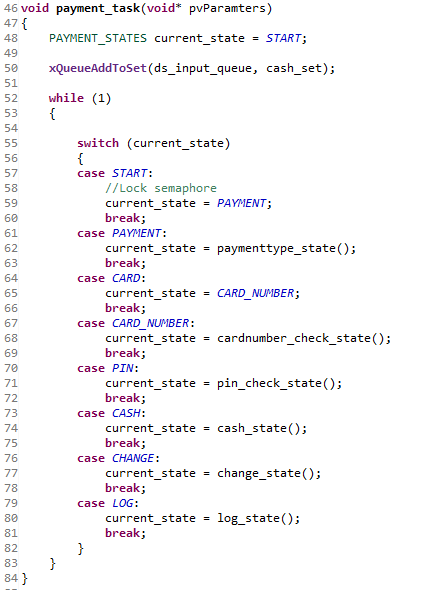 46 void payment_task(void* pvParamters)
47 {
48     PAYMENT_STATES current_state = START;
49
50     xQueueAddToSet(ds_input_queue, cash_set);
51
52     while (1)
53     {
54
55         switch (current_state)
56         {
57         case START:
58             //Lock semaphore
59             current_state = PAYMENT;
60             break;
61         case PAYMENT:
62             current_state = paymenttype_state();
63             break;
64         case CARD:
65             current_state = CARD_NUMBER;
66             break;
67         case CARD_NUMBER:
68             current_state = cardnumber_check_state();
69             break;
70         case PIN:
71             current_state = pin_check_state();
72             break;
73         case CASH:
74             current_state = cash_state();
75             break;
76         case CHANGE:
77             current_state = change_state();
78             break;
79         case LOG:
80             current_state = log_state();
81             break;
82         }
83     }
84 }